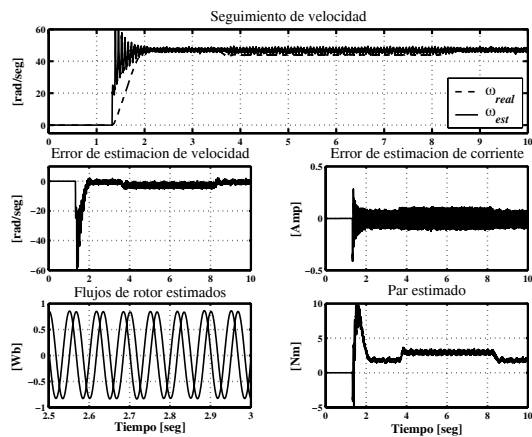 Seguimiento de velocidad
[rad/seg]
60
40
20
0
0 1 2 3 4 5 6 7 8 9 10
ω real
ω est
Error de estimacion de velocidad
[rad/seg]
0
−20
−40
−60
0 2 4 6 8 10
Error de estimacion de corriente
[Amp]
0.5
0
−0.5
0 2 4 6 8 10
Flujos de rotor estimados
[Wb]
1
0.5
0
−0.5
−1
2.5 2.6 2.7 2.8 2.9 3
Tiempo [seg]
Par estimado
[Nm]
10
5
0
−5
0 2 4 6 8 10
Tiempo [seg]